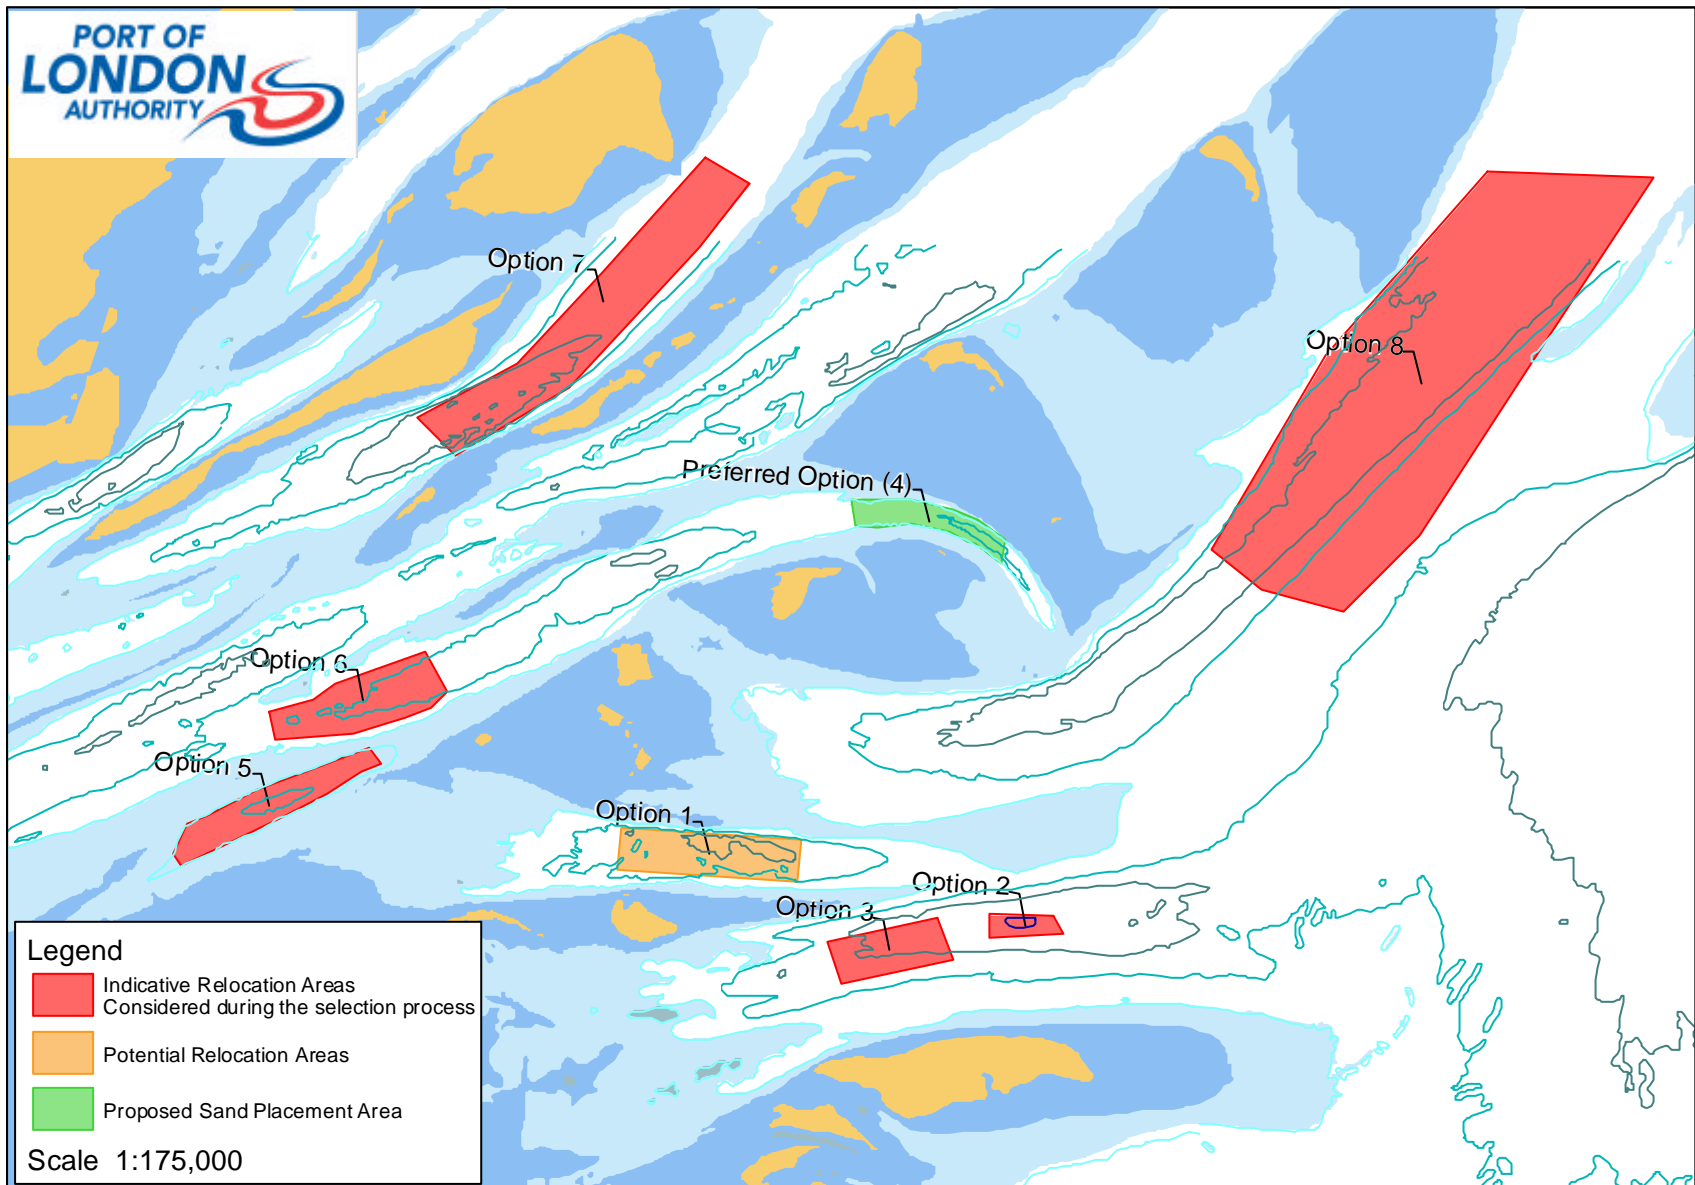 PORT OF
LONDON
AUTHORITY
Option 7
Option 8
Preferred Option (4)
Option 6
Option 5
Option 1
Option 2
Option 3
Legend
Indicative Relocation Areas
Considered during the selection process
Potential Relocation Areas
Proposed Sand Placement Area
Scale 1:175,000